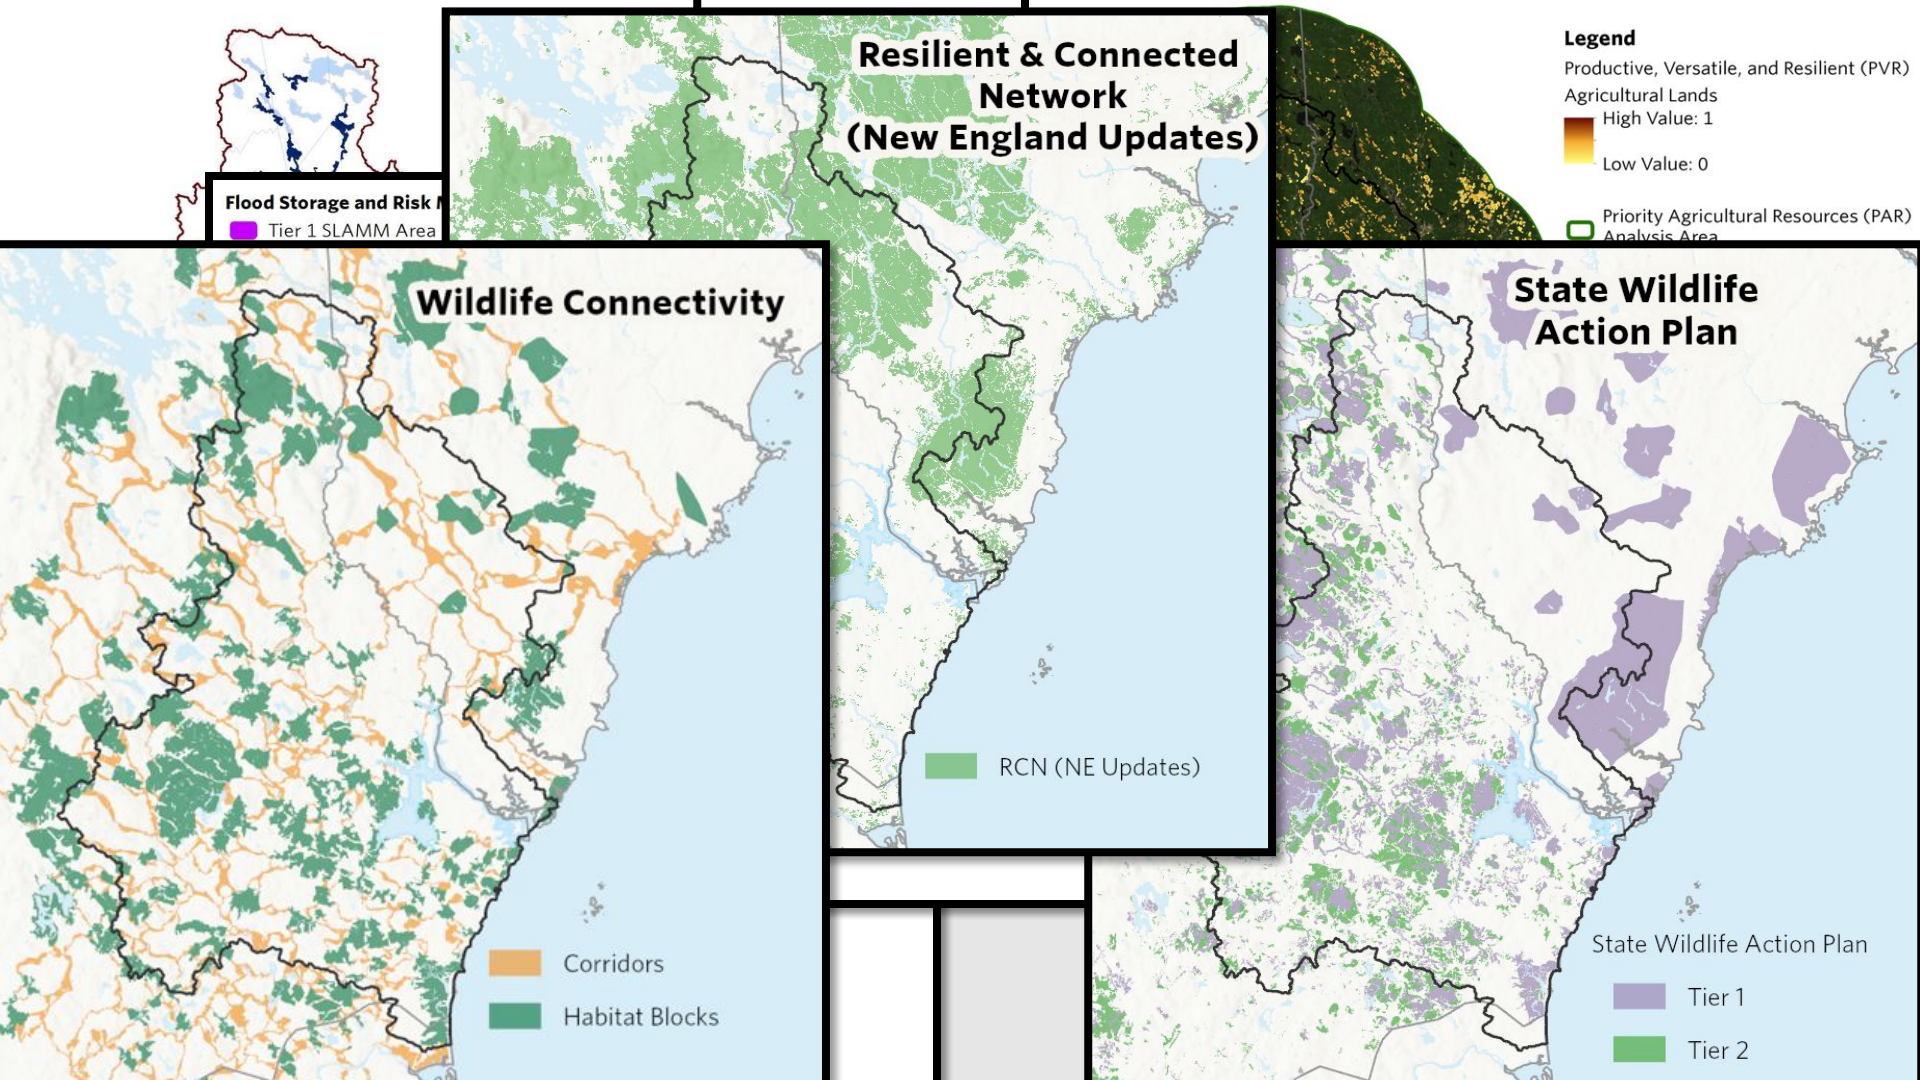 Resilient & Connected
Network
(New England Updates)
RCN (NE Updates)
Legend
Productive, Versatile, and Resilient (PVR)
Agricultural Lands
High Value: 1
Low Value: 0
Priority Agricultural Resources (PAR)
Analysis Area
Flood Storage and Risk
Tier 1 SLAMM Area
Wildlife Connectivity
Corridors
Habitat Blocks
State Wildlife
Action Plan
State Wildlife Action Plan
Tier 1
Tier 2